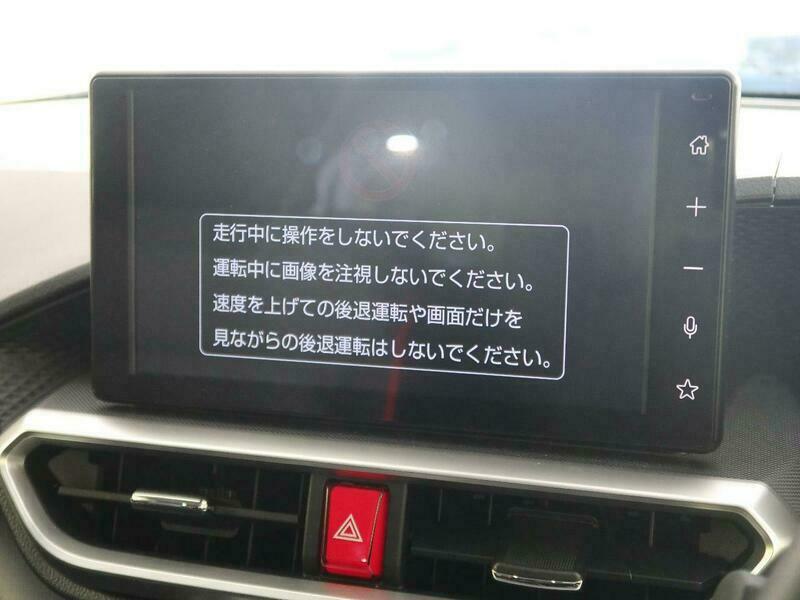 走行中に操作をしないでください。
運転中に画像を注視しないでください。
速度を上げての後退運転や画面だけを
見ながらの後退運転はしないでください。